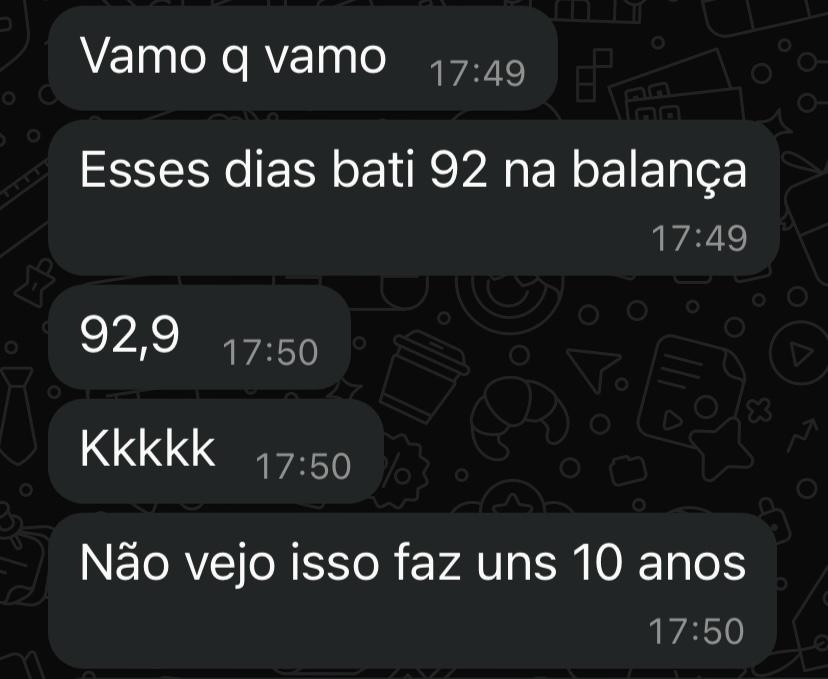 Vamo q vamo 17:49
Esses dias bati 92 na balança
17:49
92,9 17:50
Kkkkk 17:50
Não vejo isso faz uns 10 anos
17:50